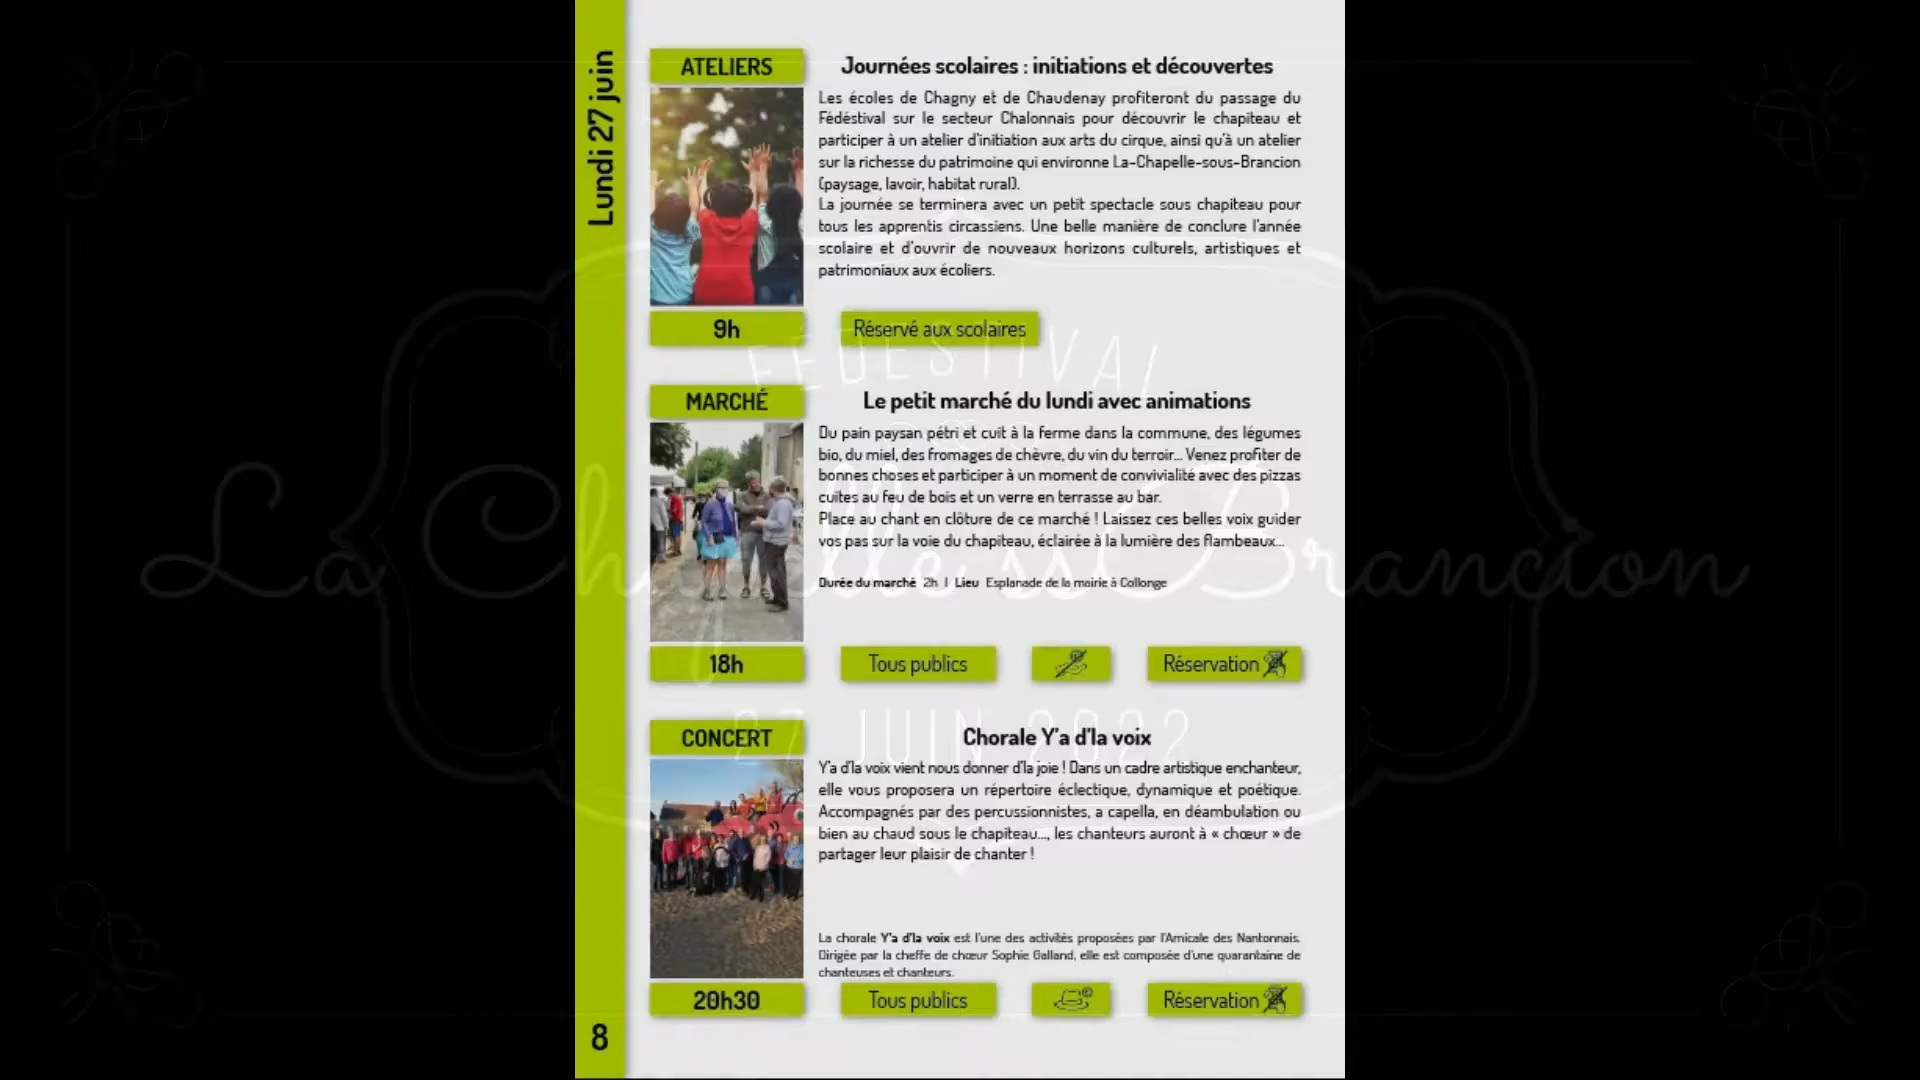 Lundi 27 juin
ATELIERS
Journées scolaires : initiations et découvertes
Les écoles de Chagny et de Chaudenay profiteront du passage du
Fédéstival sur le secteur Chalonnais pour découvrir le chapiteau et
participer à un atelier d'initiation aux arts du cirque, ainsi qu'à un atelier
sur la richesse du patrimoine qui environne La-Chapelle-sous-Brancion
(paysage, lavoir, habitat rural).
La journée se terminera avec un petit spectacle sous chapiteau pour
tous les apprentis circassiens. Une belle manière de conclure l'année
scolaire et d'ouvrir de nouveaux horizons culturels, artistiques et
patrimoniaux aux écoliers.
9h
Réservé aux scolaires
FÉDESTIVAL
MARCHÉ
Le petit marché du lundi avec animations
Du pain paysan pétri et cuit à la ferme dans la commune, des légumes
bio, du miel, des fromages de chèvre, du vin du terroir... Venez profiter de
bonnes choses et participer à un moment de convivialité avec des pizzas
cuites au feu de bois et un verre en terrasse au bar.
Place au chant en clôture de ce marché ! Laissez ces belles voix guider
vos pas sur la voie du chapiteau, éclairée à la lumière des flambeaux...
La Chapelle ss Brancion
Durée du marché 2h | Lieu Esplanade de la mairie à Collonge
18h
Tous publics
Réservation
27 JUIN 2022
CONCERT
Chorale Y'a d'la voix
Y'a d'la voix vient nous donner d'la joie ! Dans un cadre artistique enchanteur,
elle vous proposera un répertoire éclectique, dynamique et poétique.
Accompagnés par des percussionnistes, a capella, en déambulation ou
bien au chaud sous le chapiteau..., les chanteurs auront à « chœur » de
partager leur plaisir de chanter !
La chorale Y'a d'la voix est l'une des activités proposées par l'Amicale des Nantonnais.
Dirigée par la cheffe de chœur Sophie Galland, elle est composée d'une quarantaine de
chanteuses et chanteurs.
20h30
Tous publics
Réservation
8